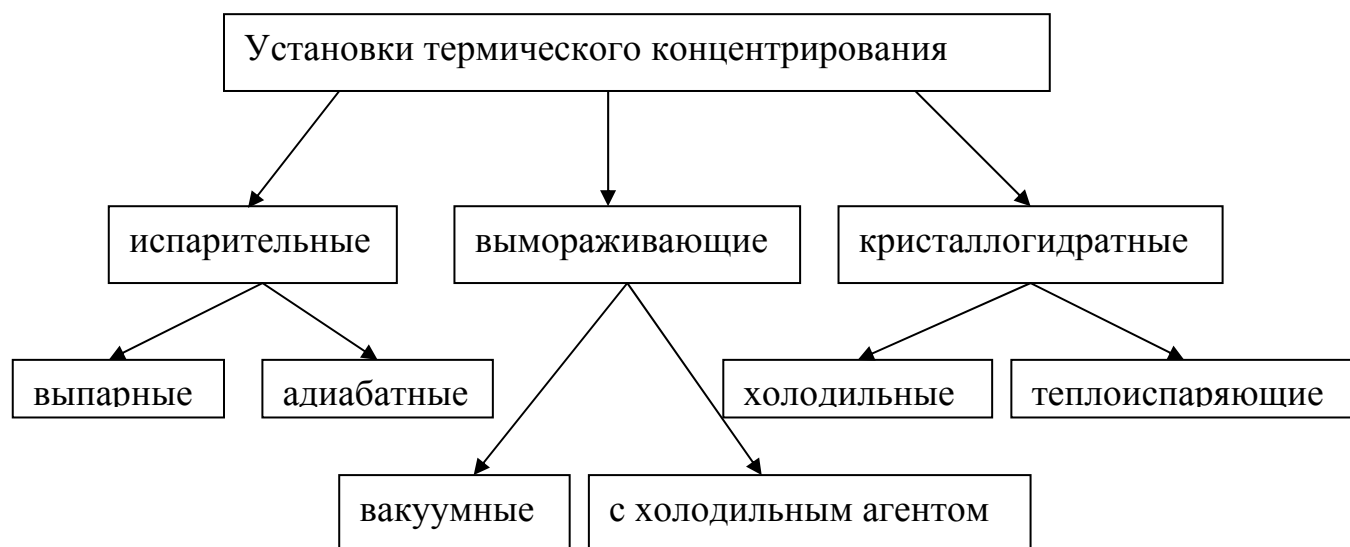 Установки термического концентрирования
испарительные
вымораживающие
кристаллогидратные
выпарные
адиабатные
холодильные
теплоиспаряющие
вакуумные
с холодильным агентом